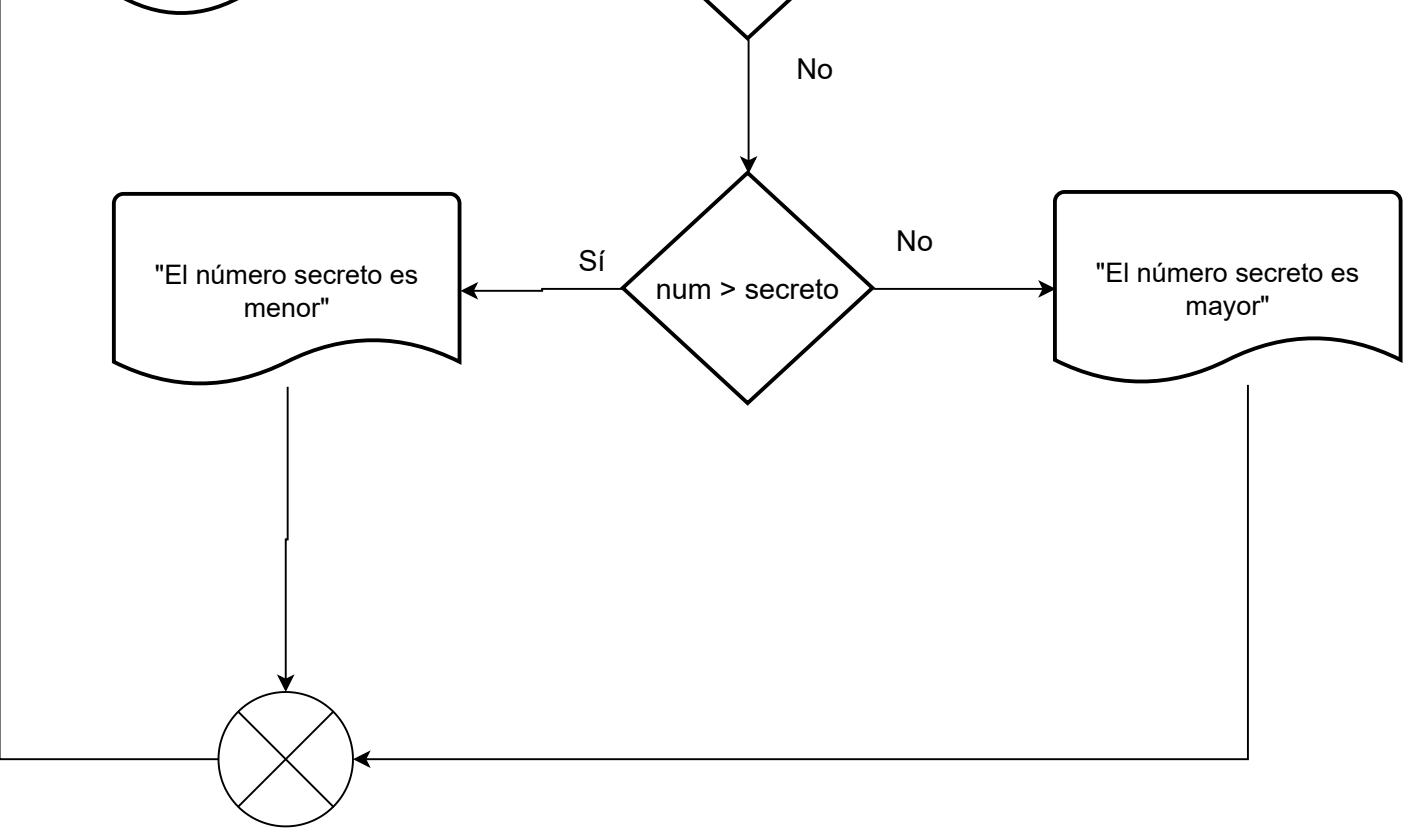 No
Sí
No
"El número secreto es
menor"
num > secreto
"El número secreto es
mayor"